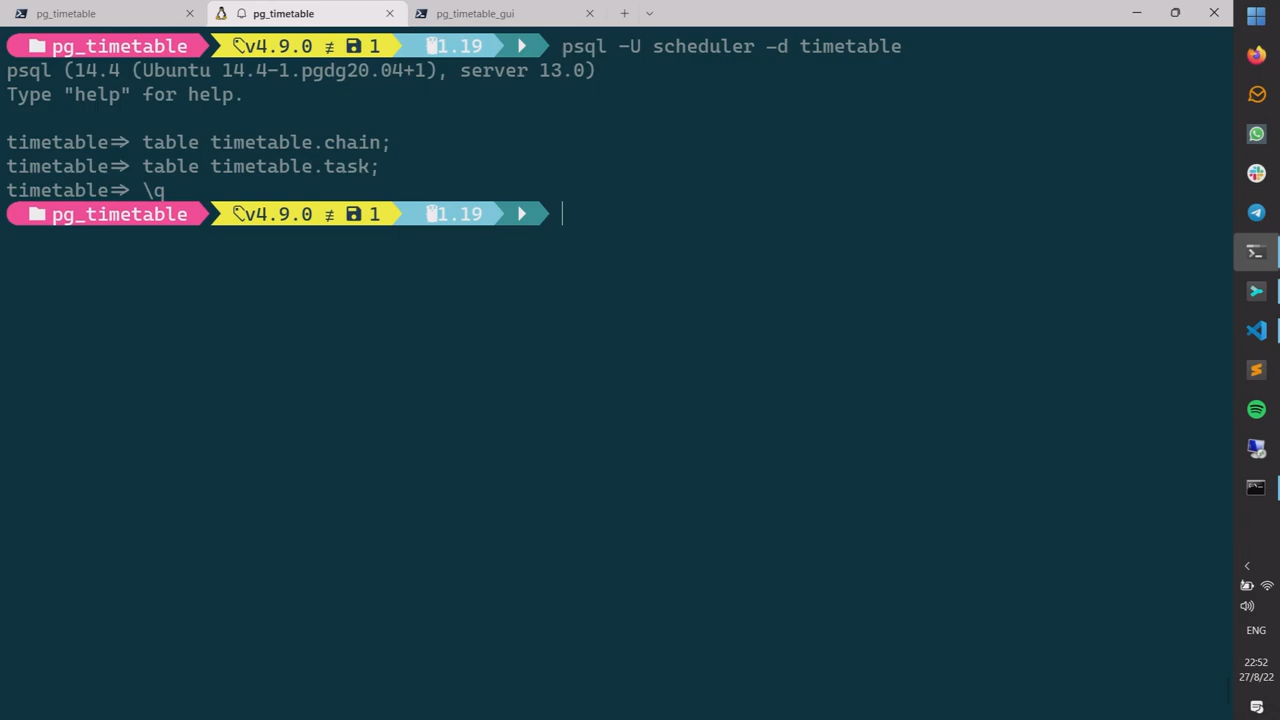 pg_timetable
pg_timetable
pg_timetable_gui
pg_timetable v4.9.0 ≢ 1 1.19 psql -U scheduler -d timetable
psql (14.4 (Ubuntu 14.4-1.pgdg20.04+1), server 13.0)
Type "help" for help.
timetable=> table timetable.chain;
timetable=> table timetable.task;
timetable=> \q
pg_timetable v4.9.0 ≢ 1 1.19
ENG
22:52
27/8/22